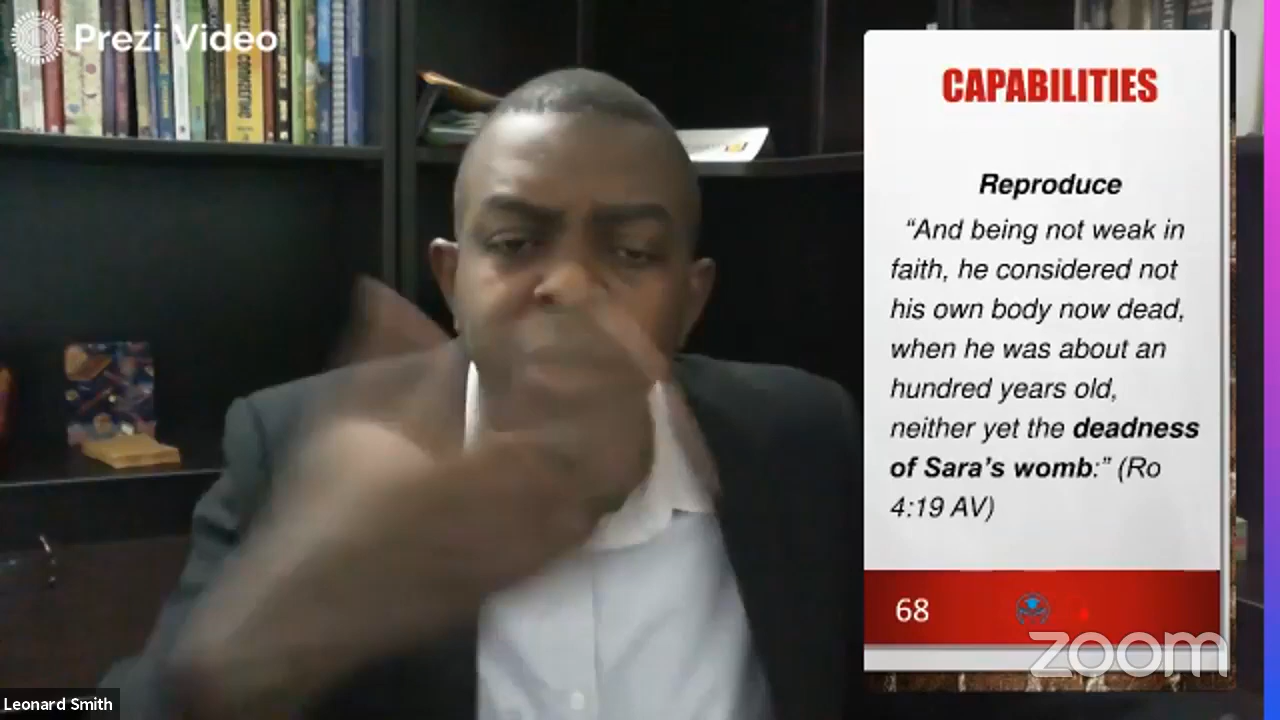 Prezi Video
CAPABILITIES
Reproduce
“And being not weak in
faith, he considered not
his own body now dead,
when he was about an
hundred years old,
neither yet the deadness
of Sara’s womb:” (Ro
4:19 AV)
68
zoom
Leonard Smith